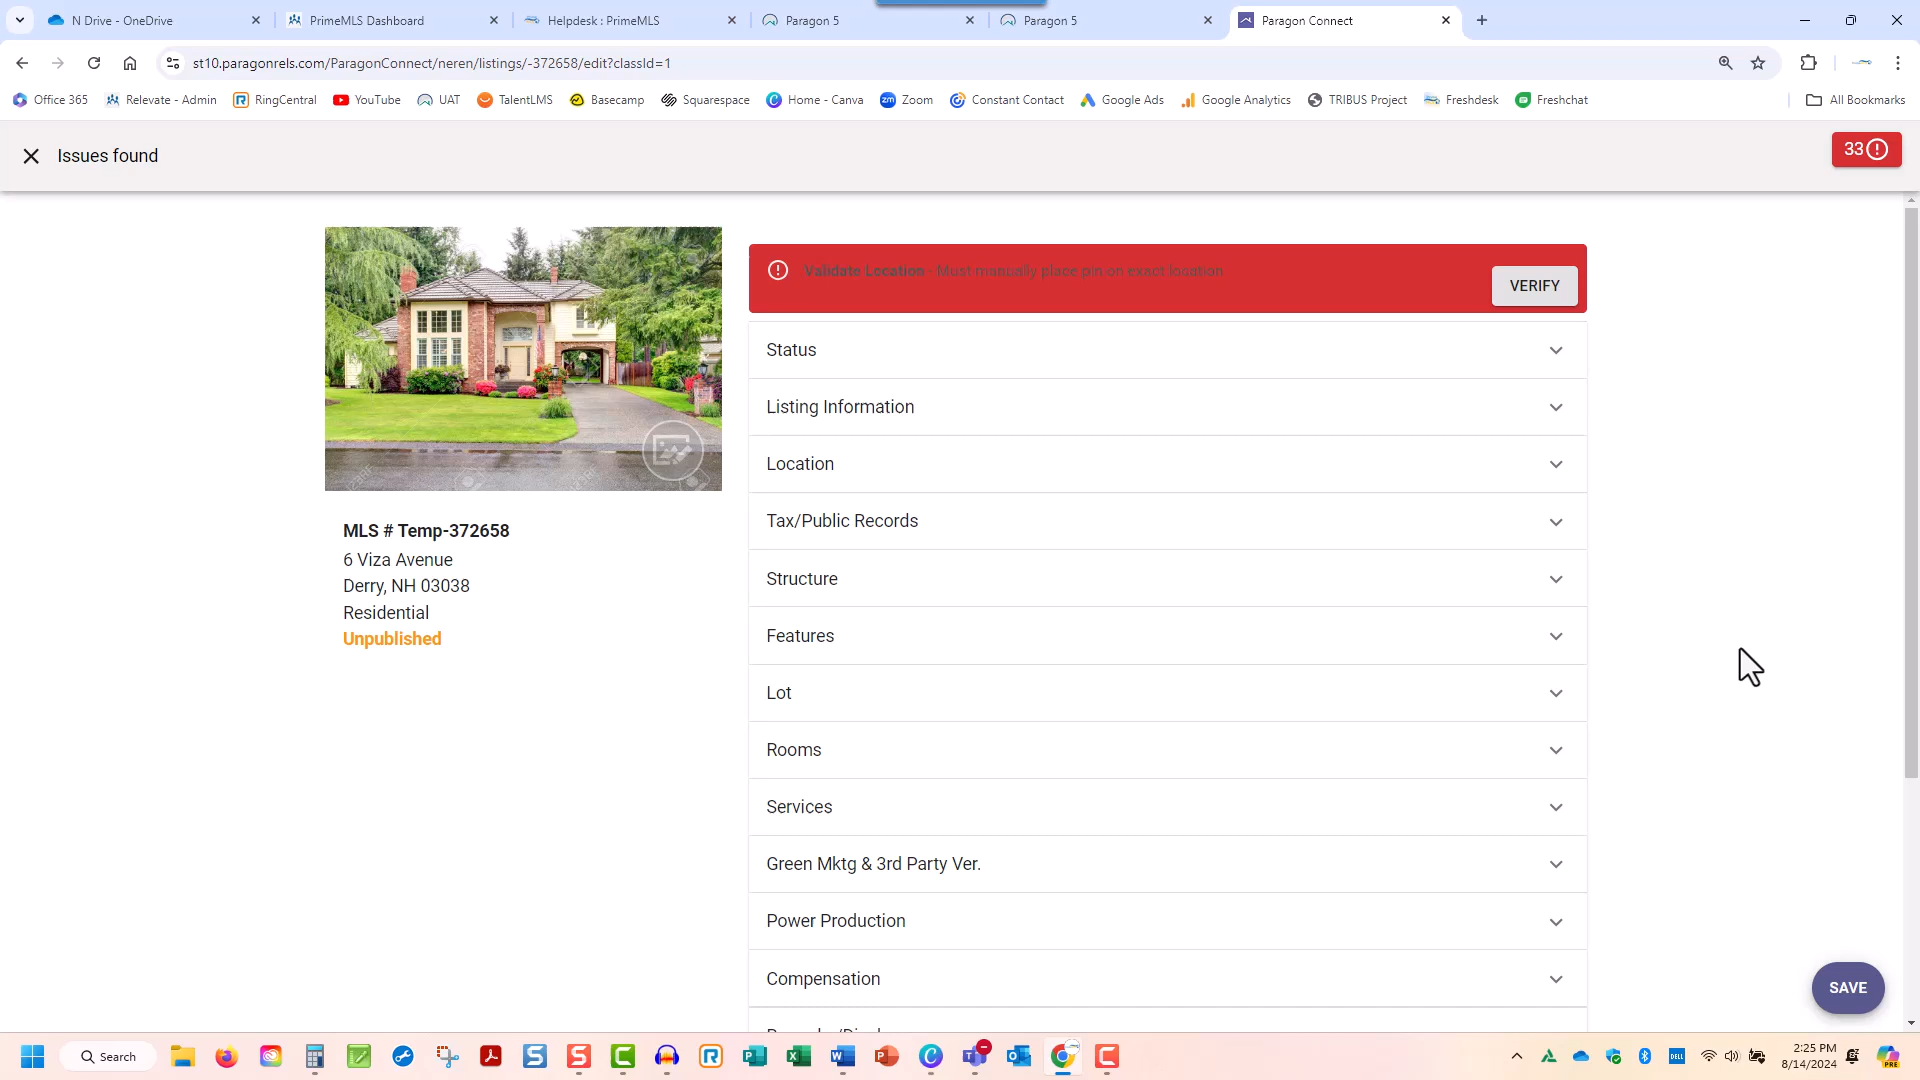 N Drive - OneDrive
PrimeMLS Dashboard
Helpdesk : PrimeMLS
Paragon 5
Paragon 5
Paragon Connect
st10.paragonrels.com/ParagonConnect/neren/listings/-372658/edit?classId=1
Office 365
Relevate - Admin
RingCentral
YouTube
UAT
TalentLMS
Basecamp
Squarespace
Home - Canva
Zoom
Constant Contact
Google Ads
Google Analytics
TRIBUS Project
Freshdesk
Freshchat
All Bookmarks
Issues found
33
Validate Location - Must manually place pin on exact location
VERIFY
Status
Listing Information
Location
Tax/Public Records
Structure
Features
Lot
Rooms
Services
Green Mktg & 3rd Party Ver.
Power Production
Compensation
MLS # Temp-372658
6 Viza Avenue
Derry, NH 03038
Residential
Unpublished
SAVE
Search
2:25 PM
8/14/2024